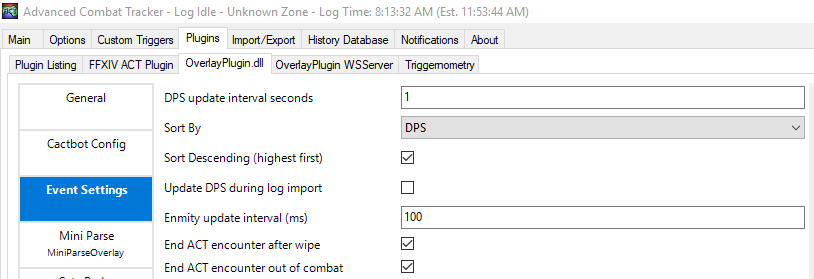 Advanced Combat Tracker - Log Idle - Unknown Zone - Log Time: 8:13:32 AM (Est. 11:53:44 AM)
Main Options Custom Triggers Plugins Import/Export History Database Notifications About
Plugin Listing FFXIV ACT Plugin OverlayPlugin.dll OverlayPlugin WSServer Triggernometry
General
DPS update interval seconds 1
Sort By DPS
Cactbot Config
Sort Descending (highest first)
Event Settings
Update DPS during log import
Enmity update interval (ms) 100
Mini Parse
MiniParseOverlay
End ACT encounter after wipe
End ACT encounter out of combat